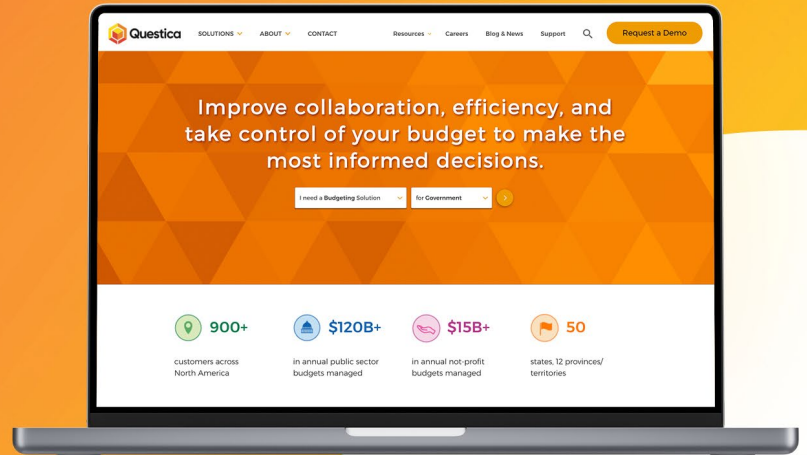 Questica SOLUTIONS ABOUT CONTACT Resources Careers Blog & News Support Request a Demo
Improve collaboration, efficiency, and
take control of your budget to make the
most informed decisions.
I need a Budgeting Solution for Government
900+ $120B+ $15B+ 50
customers across in annual public sector in annual not-profit states, 12 provinces/
North America budgets managed budgets managed territories